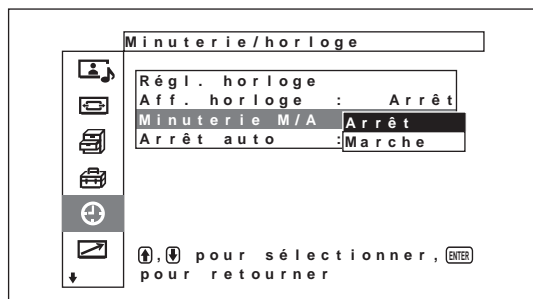 Minuterie/horloge
Régl. horloge
Aff. horloge : Arrêt
Minuterie M/A Arrêt
Arrêt auto :Marche
, pour sélectionner, ENTER
pour retourner